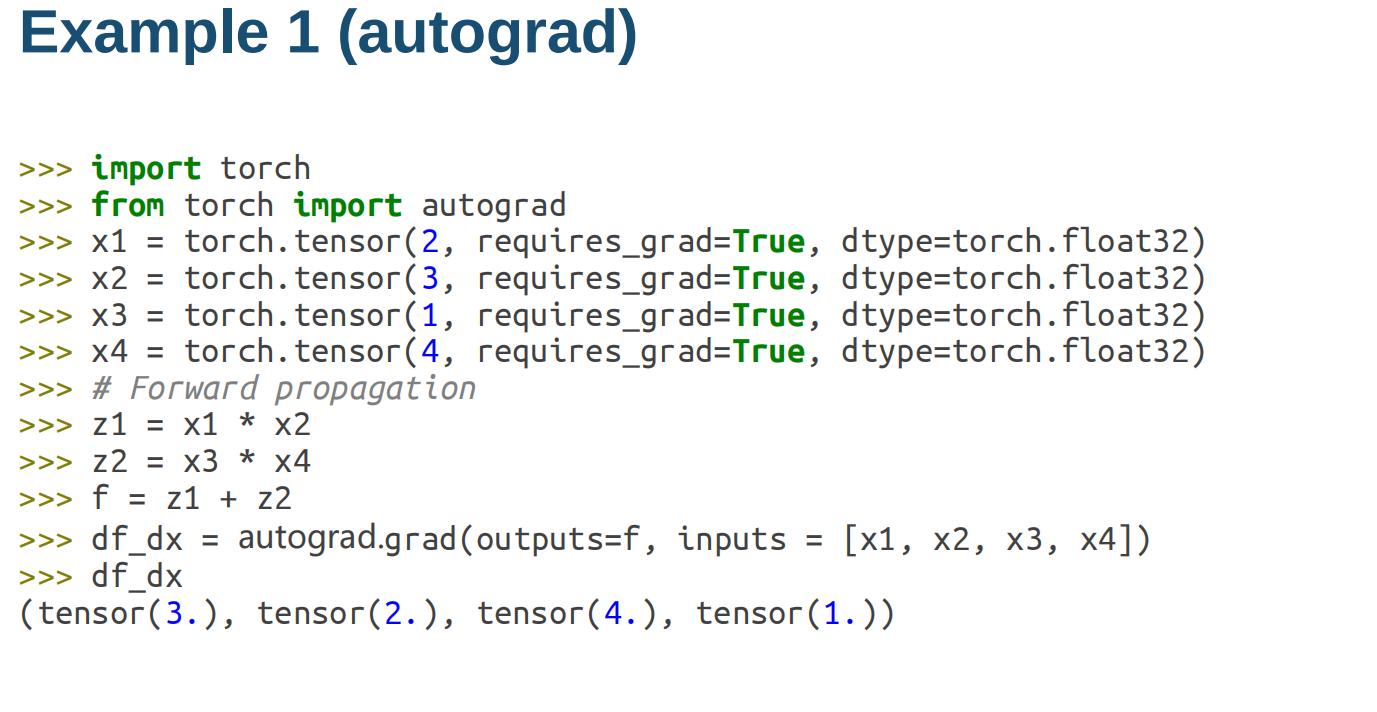 Example 1 (autograd)
>>> import torch
>>> from torch import autograd
>>> x1 = torch.tensor(2, requires_grad=True, dtype=torch.float32)
>>> x2 = torch.tensor(3, requires_grad=True, dtype=torch.float32)
>>> x3 = torch.tensor(1, requires_grad=True, dtype=torch.float32)
>>> x4 = torch.tensor(4, requires_grad=True, dtype=torch.float32)
>>> # Forward propagation
>>> z1 = x1 * x2
>>> z2 = x3 * x4
>>> f = z1 + z2
>>> df_dx = autograd.grad(outputs=f, inputs = [x1, x2, x3, x4])
>>> df_dx
(tensor(3.), tensor(2.), tensor(4.), tensor(1.))